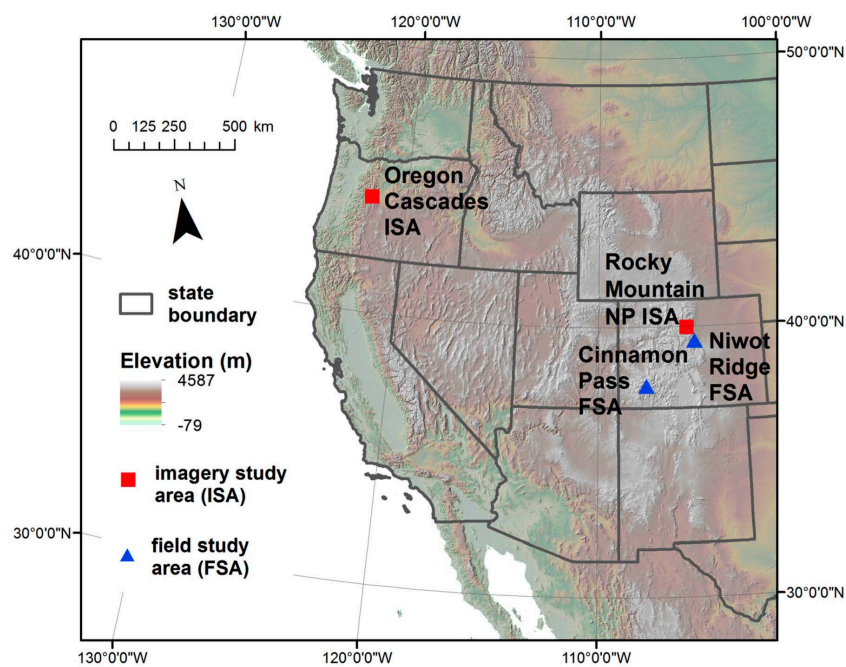 130°0'0"W
120°0'0"W
110°0'0"W
100°0'0"W
50°0'0"N
0 125 250 500 km
Oregon
Cascades
ISA
N
40°0'0"N
Rocky
Mountain
NP ISA
state
boundary
40°0'0"N
Niwot
Ridge
FSA
Cinnamon
Pass
FSA
Elevation (m)
4587
-79
imagery study
area (ISA)
30°0'0"N
field study
area (FSA)
30°0'0"N
130°0'0"W
120°0'0"W
110°0'0"W